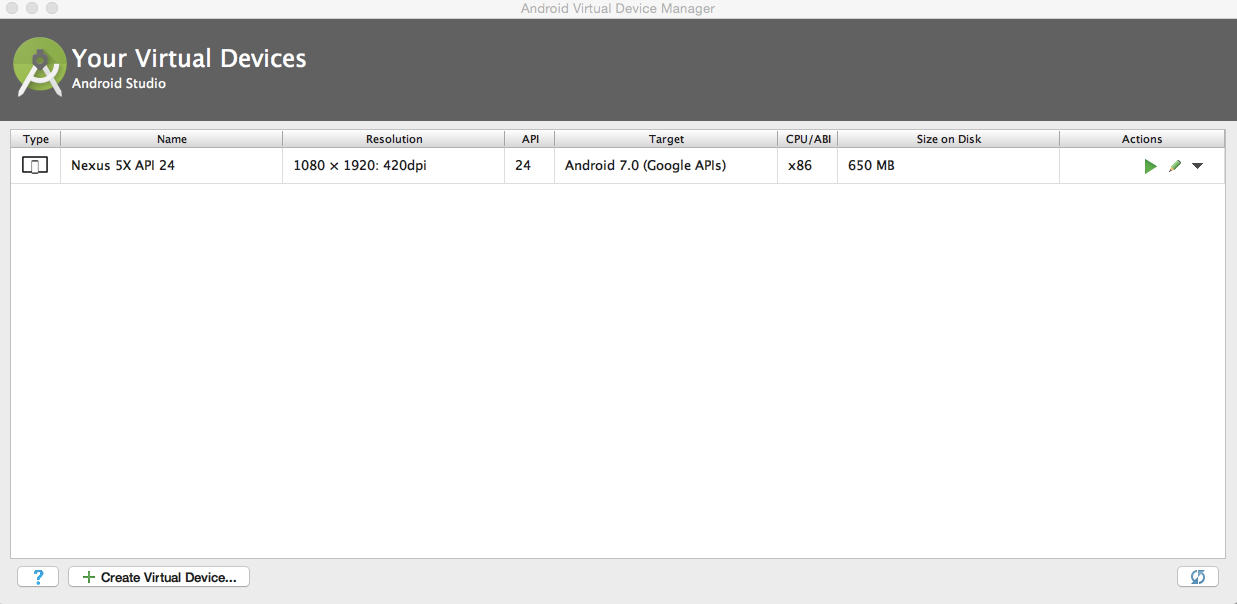 Android Virtual Device Manager
Your Virtual Devices
Android Studio
Type Name Resolution API Target CPU/ABI Size on Disk Actions
Nexus 5X API 24 1080 × 1920: 420dpi 24 Android 7.0 (Google APIs) x86 650 MB
? Create Virtual Device...